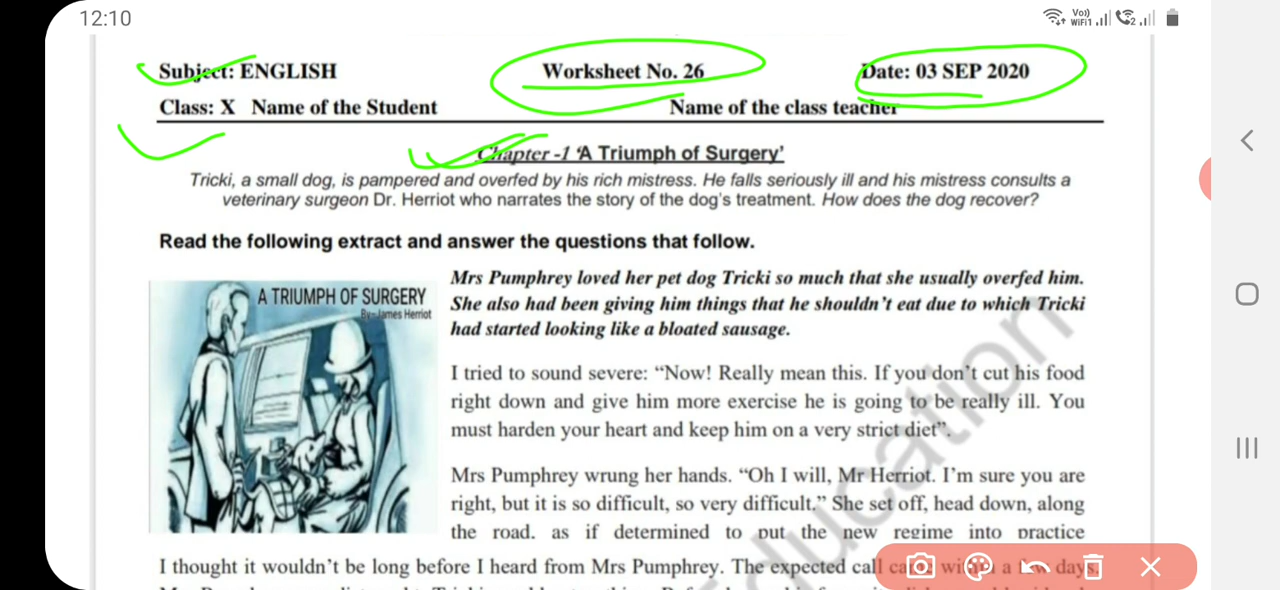 12:10
Vo))
WiFi1
2
Subject: ENGLISH
Worksheet No. 26
Date: 03 SEP 2020
Class: X Name of the Student
Name of the class teacher
Chapter -1 ‘A Triumph of Surgery’
Tricki, a small dog, is pampered and overfed by his rich mistress. He falls seriously ill and his mistress consults a
veterinary surgeon Dr. Herriot who narrates the story of the dog’s treatment. How does the dog recover?
Read the following extract and answer the questions that follow.
A TRIUMPH OF SURGERY
By-James Herriot
Mrs Pumphrey loved her pet dog Tricki so much that she usually overfed him.
She also had been giving him things that he shouldn’t eat due to which Tricki
had started looking like a bloated sausage.
I tried to sound severe: “Now! Really mean this. If you don’t cut his food
right down and give him more exercise he is going to be really ill. You
must harden your heart and keep him on a very strict diet”.
Mrs Pumphrey wrung her hands. “Oh I will, Mr Herriot. I’m sure you are
right, but it is so difficult, so very difficult.” She set off, head down, along
the road, as if determined to put the new regime into practice
I thought it wouldn’t be long before I heard from Mrs Pumphrey. The expected call came within a few days.
Education